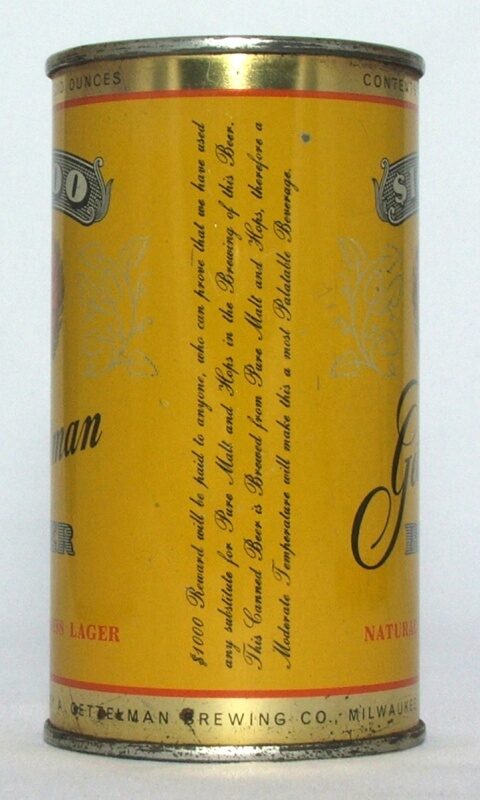 OUNCES
$1000 Reward will be paid to anyone, who can prove that we have used
any substitute for Pure Malt and Hops in the Brewing of this Beer.
This Canned Beer is Brewed from Pure Malt and Hops, therefore a
Moderate Temperature will make this a most Palatable Beverage.
man
LAGER
A. GETTELMAN BREWING CO., MILWAUKEE